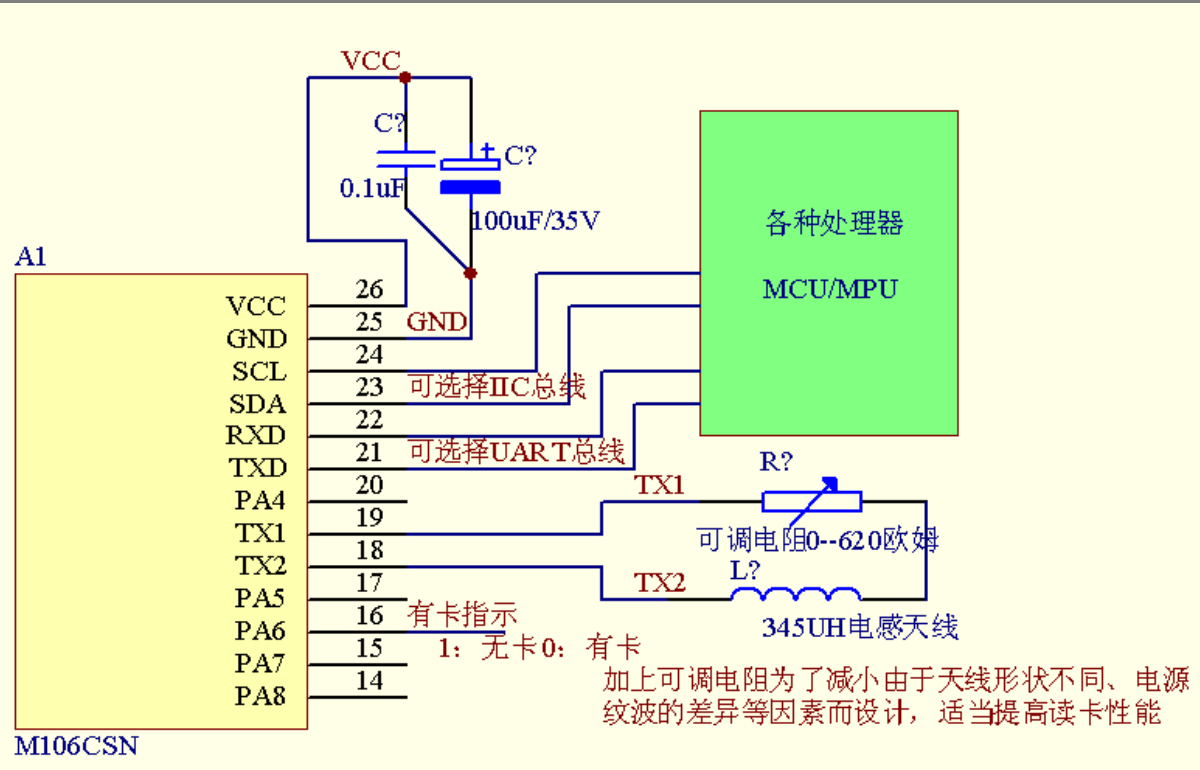 VCC
C?
0.1uF
C?
100uF/35V
各种处理器
MCU/MPU
A1
VCC 26
GND 25 GND
SCL 24
可选择IIC总线
SDA 23
RXD 22
可选择UART总线
TXD 21
PA4 20
TX1 19
TX2 18
PA5 17
PA6 16
PA7 15
PA8 14
TX1
R?
可调电阻0--620欧姆
TX2
L?
345UH电感天线
有卡指示
1：无卡0：有卡
加上可调电阻为了减小由于天线形状不同、电源
纹波的差异等因素而设计，适当提高读卡性能
M106CSN